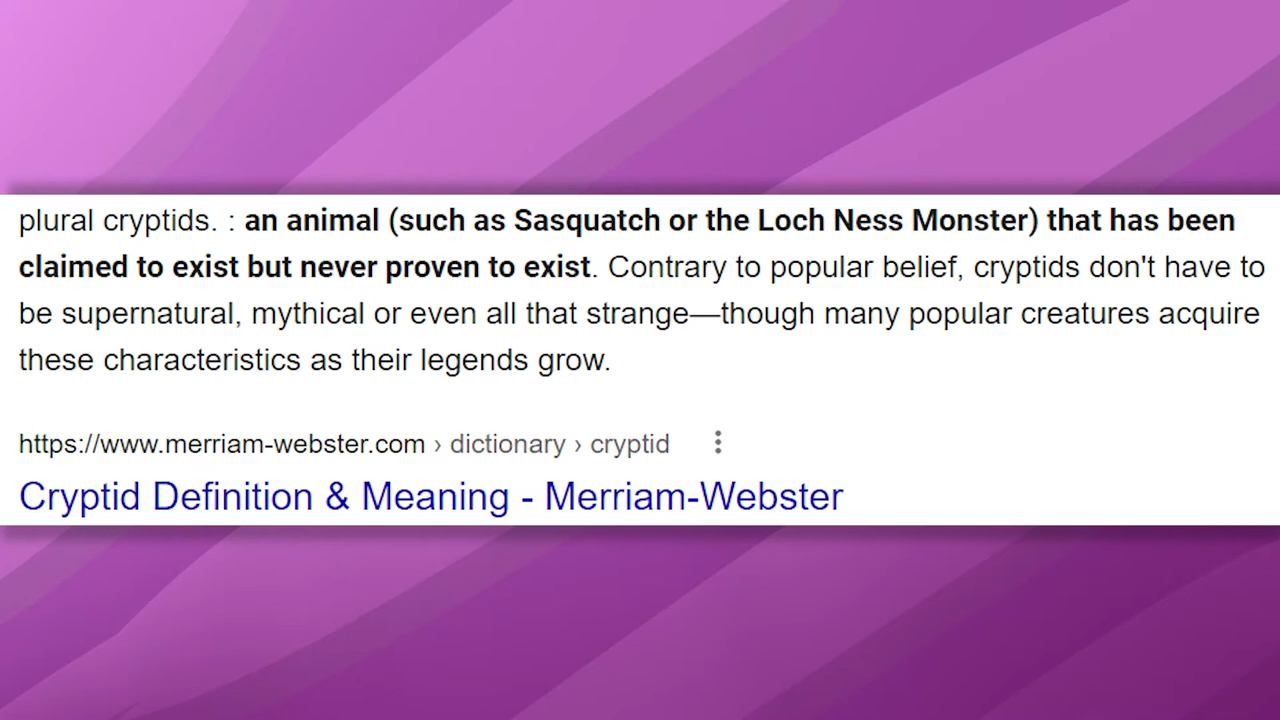 plural cryptids. : an animal (such as Sasquatch or the Loch Ness Monster) that has been
claimed to exist but never proven to exist. Contrary to popular belief, cryptids don't have to
be supernatural, mythical or even all that strange—though many popular creatures acquire
these characteristics as their legends grow.
https://www.merriam-webster.com › dictionary › cryptid
Cryptid Definition & Meaning - Merriam-Webster